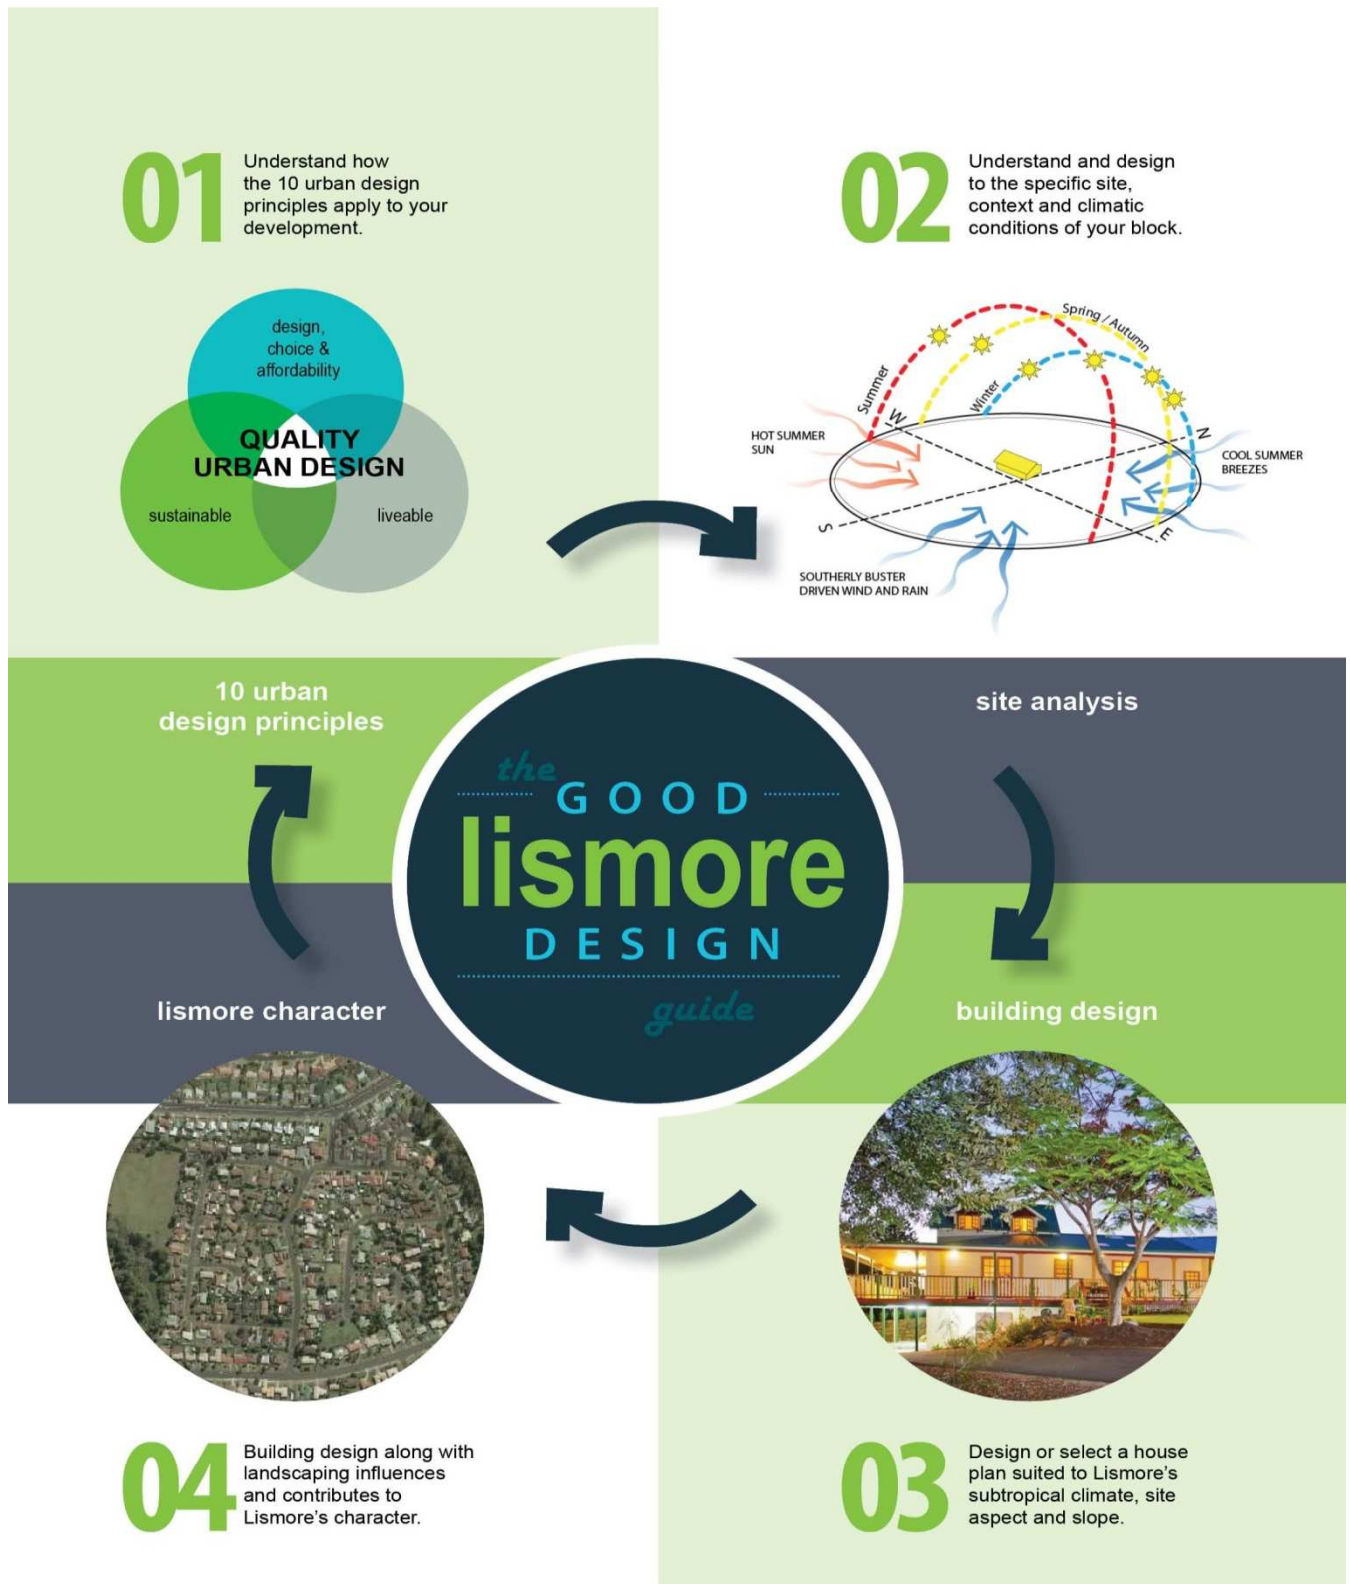 01
Understand how
the 10 urban design
principles apply to your
development.
design,
choice &
affordability
QUALITY
URBAN DESIGN
sustainable
liveable
02
Understand and design
to the specific site,
context and climatic
conditions of your block.
Spring / Autumn
Summer
Winter
W
N
HOT SUMMER
SUN
COOL SUMMER
BREEZES
S
E
SOUTHERLY BUSTER
DRIVEN WIND AND RAIN
10 urban
design principles
site analysis
the
GOOD
lismore
DESIGN
guide
lismore character
building design
04
Building design along with
landscaping influences
and contributes to
Lismore's character.
03
Design or select a house
plan suited to Lismore's
subtropical climate, site
aspect and slope.